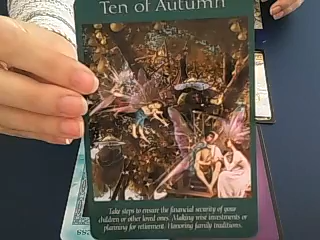 Ten of Autumn
Take steps to ensure the financial security of your
children or other loved ones. Making wise investments or
planning for retirement. Honoring family traditions.